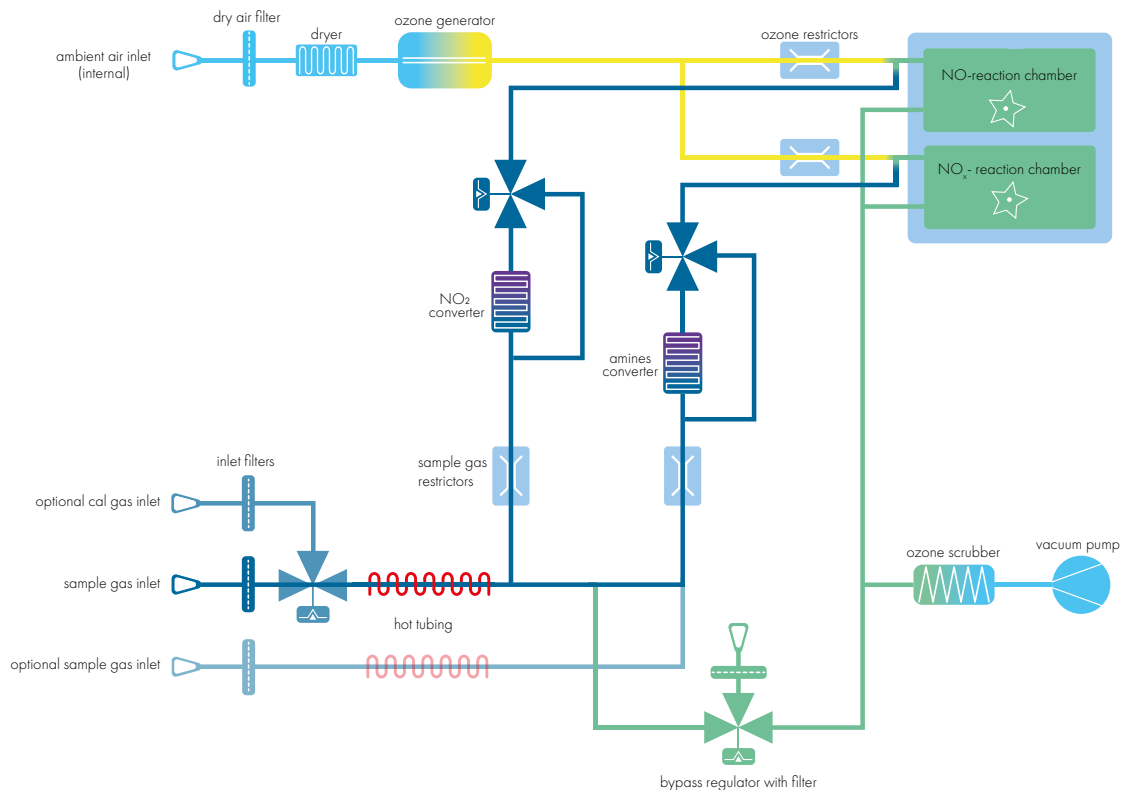 dry air filter
ozone generator
dryer
ozone restrictors
ambient air inlet
(internal)
NO-reaction chamber
NOₓ- reaction chamber
NO₂
converter
amines
converter
inlet filters
sample gas
restrictors
optional cal gas inlet
sample gas inlet
hot tubing
optional sample gas inlet
ozone scrubber
vacuum pump
bypass regulator with filter